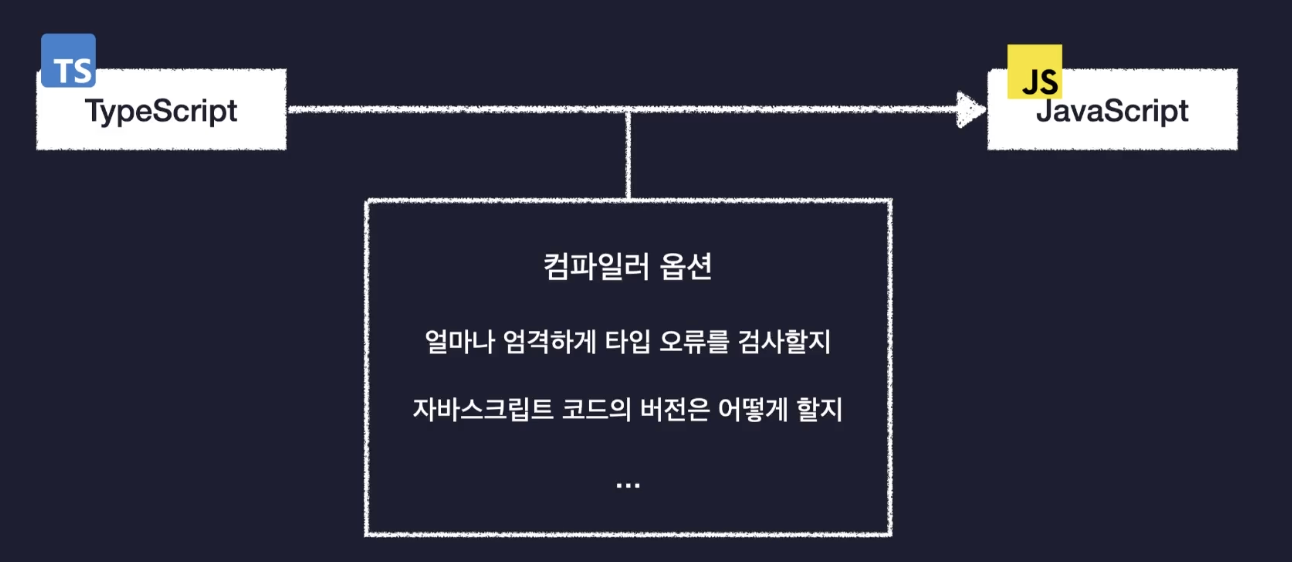 TS
TypeScript
JS
JavaScript
컴파일러 옵션
얼마나 엄격하게 타입 오류를 검사할지
자바스크립트 코드의 버전은 어떻게 할지
...